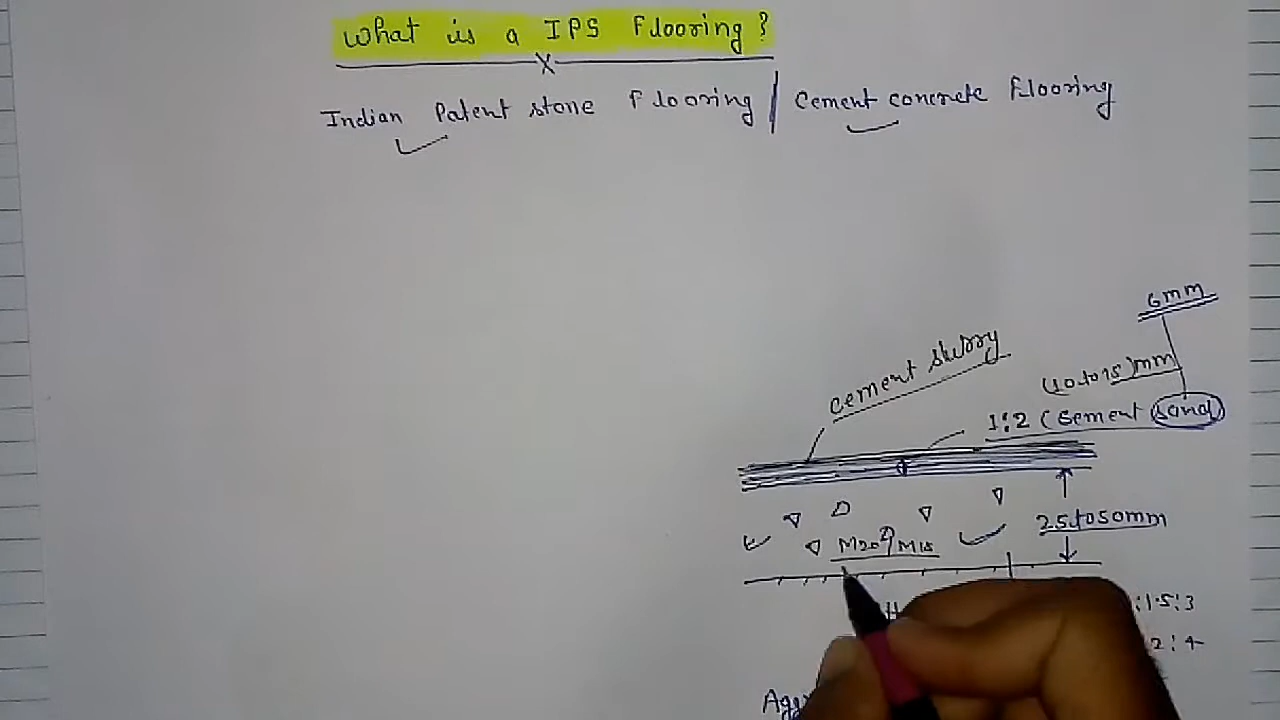 What is a IPS Flooring?
Indian Patent stone Flooring / Cement concrete Flooring
6mm
cement slurry
(10 to 15) mm
1:2 (Cement sand)
25 to 50mm
M20 M15
:1.5:3
2:4